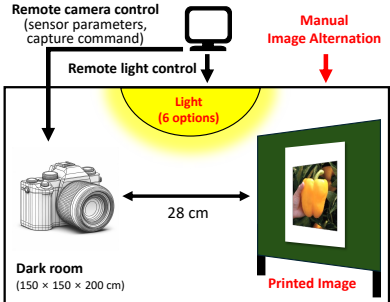 Remote camera control
(sensor parameters,
capture command)
Manual
Image Alternation
Remote light control
Light
(6 options)
28 cm
Dark room
(150 × 150 × 200 cm)
Printed Image